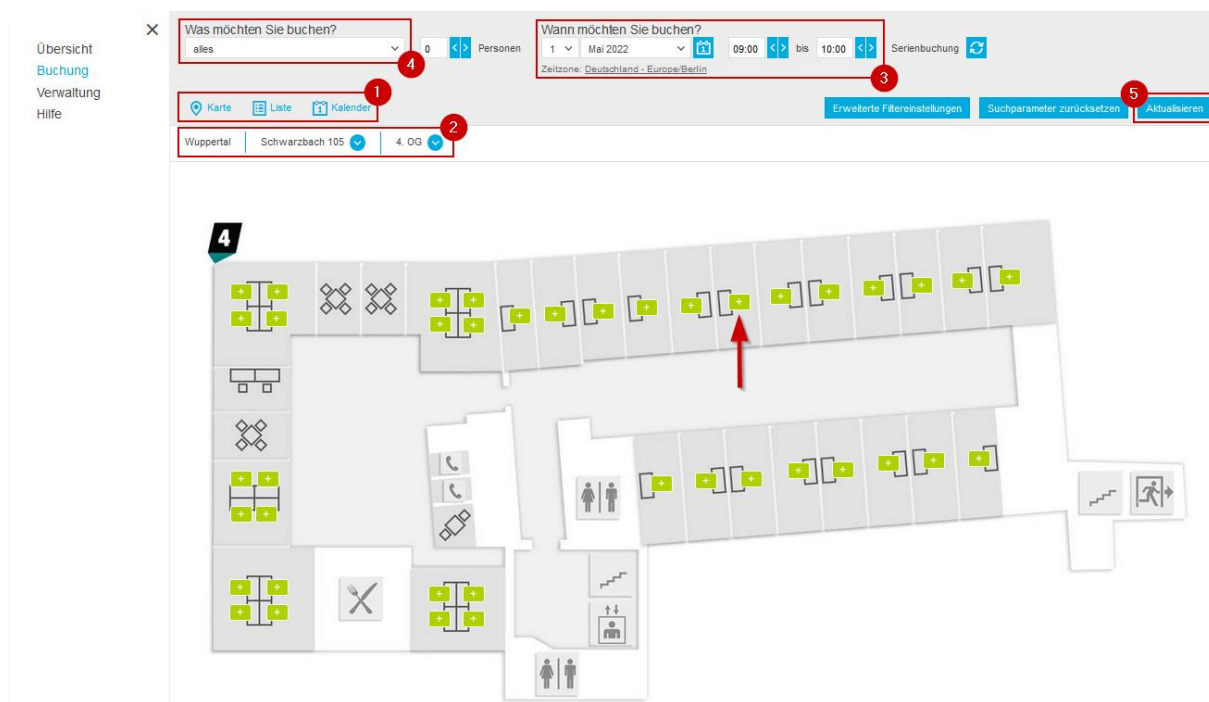 Übersicht
Buchung
Verwaltung
Hilfe
Was möchten Sie buchen?
alles
0 Personen
4
Wann möchten Sie buchen?
1 Mai 2022 1 09:00 bis 10:00 Serienbuchung
Zeitzone: Deutschland - Europe/Berlin
3
1
Karte Liste 1 Kalender
Erweiterte Filtereinstellungen Suchparameter zurücksetzen Aktualisieren
5
2
Wuppertal Schwarzbach 105 4. OG
4